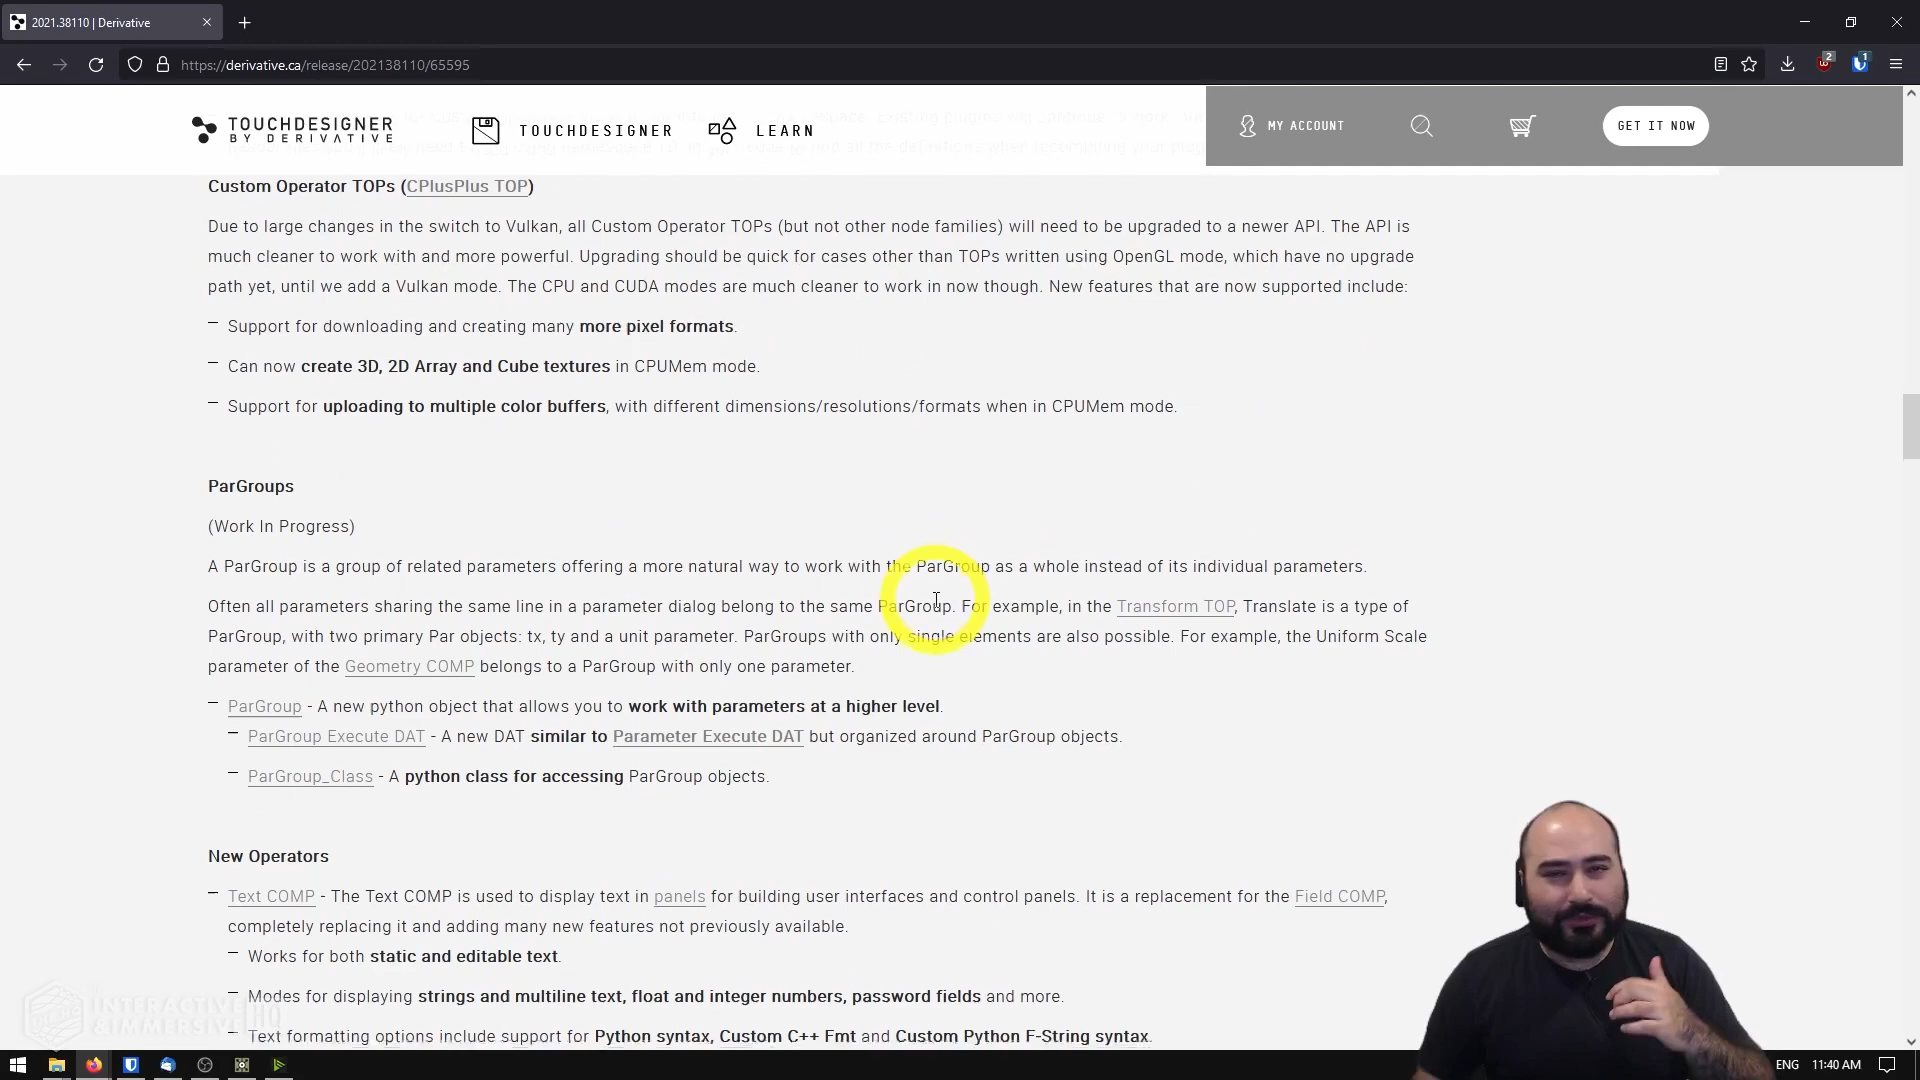 2021.38110 | Derivative
https://derivative.ca/release/202138110/65595
2
1
TOUCHDESIGNER
BY DERIVATIVE
TOUCHDESIGNER
LEARN
MY ACCOUNT
GET IT NOW
Custom Operator TOPs (CPlusPlus TOP)
Due to large changes in the switch to Vulkan, all Custom Operator TOPs (but not other node families) will need to be upgraded to a newer API. The API is
much cleaner to work with and more powerful. Upgrading should be quick for cases other than TOPs written using OpenGL mode, which have no upgrade
path yet, until we add a Vulkan mode. The CPU and CUDA modes are much cleaner to work in now though. New features that are now supported include:
Support for downloading and creating many more pixel formats.
Can now create 3D, 2D Array and Cube textures in CPUMem mode.
Support for uploading to multiple color buffers, with different dimensions/resolutions/formats when in CPUMem mode.
ParGroups
(Work In Progress)
A ParGroup is a group of related parameters offering a more natural way to work with the ParGroup as a whole instead of its individual parameters.
Often all parameters sharing the same line in a parameter dialog belong to the same ParGroup. For example, in the Transform TOP, Translate is a type of
ParGroup, with two primary Par objects: tx, ty and a unit parameter. ParGroups with only single elements are also possible. For example, the Uniform Scale
parameter of the Geometry COMP belongs to a ParGroup with only one parameter.
ParGroup - A new python object that allows you to work with parameters at a higher level.
ParGroup Execute DAT - A new DAT similar to Parameter Execute DAT but organized around ParGroup objects.
ParGroup_Class - A python class for accessing ParGroup objects.
New Operators
Text COMP - The Text COMP is used to display text in panels for building user interfaces and control panels. It is a replacement for the Field COMP,
completely replacing it and adding many new features not previously available.
Works for both static and editable text.
Modes for displaying strings and multiline text, float and integer numbers, password fields and more.
Text formatting options include support for Python syntax, Custom C++ Fmt and Custom Python F-String syntax.
INTERACTIVE
& IMMERSIVE HQ
ENG
11:40 AM